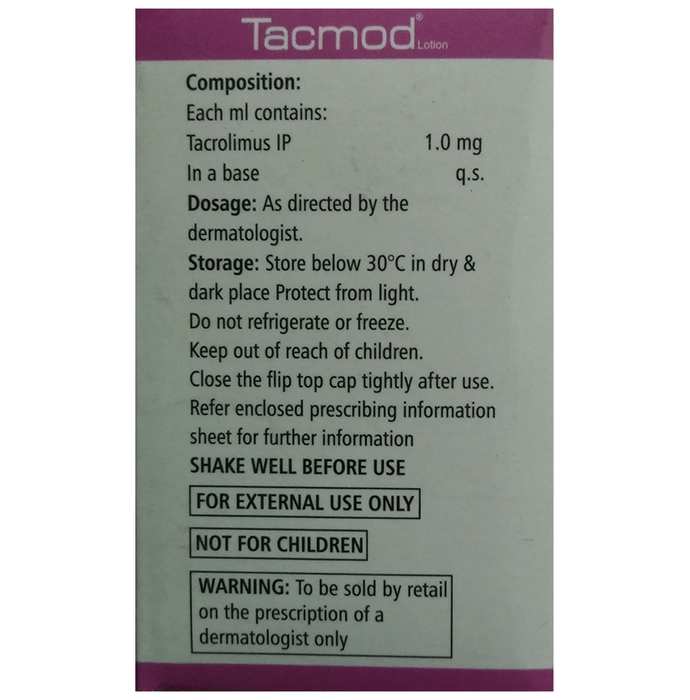 Tacmod® Lotion
Composition:
Each ml contains:
Tacrolimus IP 1.0 mg
In a base q.s.
Dosage: As directed by the
dermatologist.
Storage: Store below 30°C in dry &
dark place Protect from light.
Do not refrigerate or freeze.
Keep out of reach of children.
Close the flip top cap tightly after use.
Refer enclosed prescribing information
sheet for further information
SHAKE WELL BEFORE USE
FOR EXTERNAL USE ONLY
NOT FOR CHILDREN
WARNING: To be sold by retail
on the prescription of a
dermatologist only